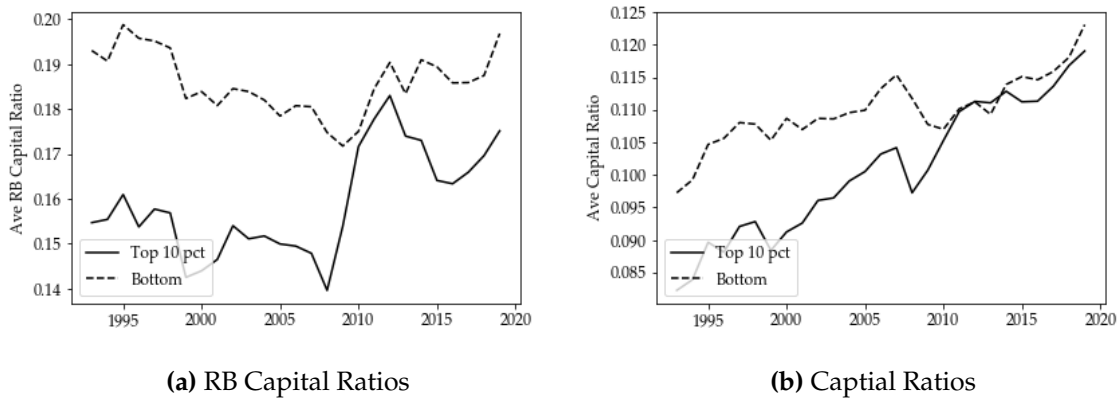 0.20
0.19
0.18
0.17
0.16
0.15
0.14
Ave RB Capital Ratio
Top 10 pct
Bottom
1995 2000 2005 2010 2015 2020
(a) RB Capital Ratios
0.125
0.120
0.115
0.110
0.105
0.100
0.095
0.090
0.085
Ave Capital Ratio
Top 10 pct
Bottom
1995 2000 2005 2010 2015 2020
(b) Captial Ratios